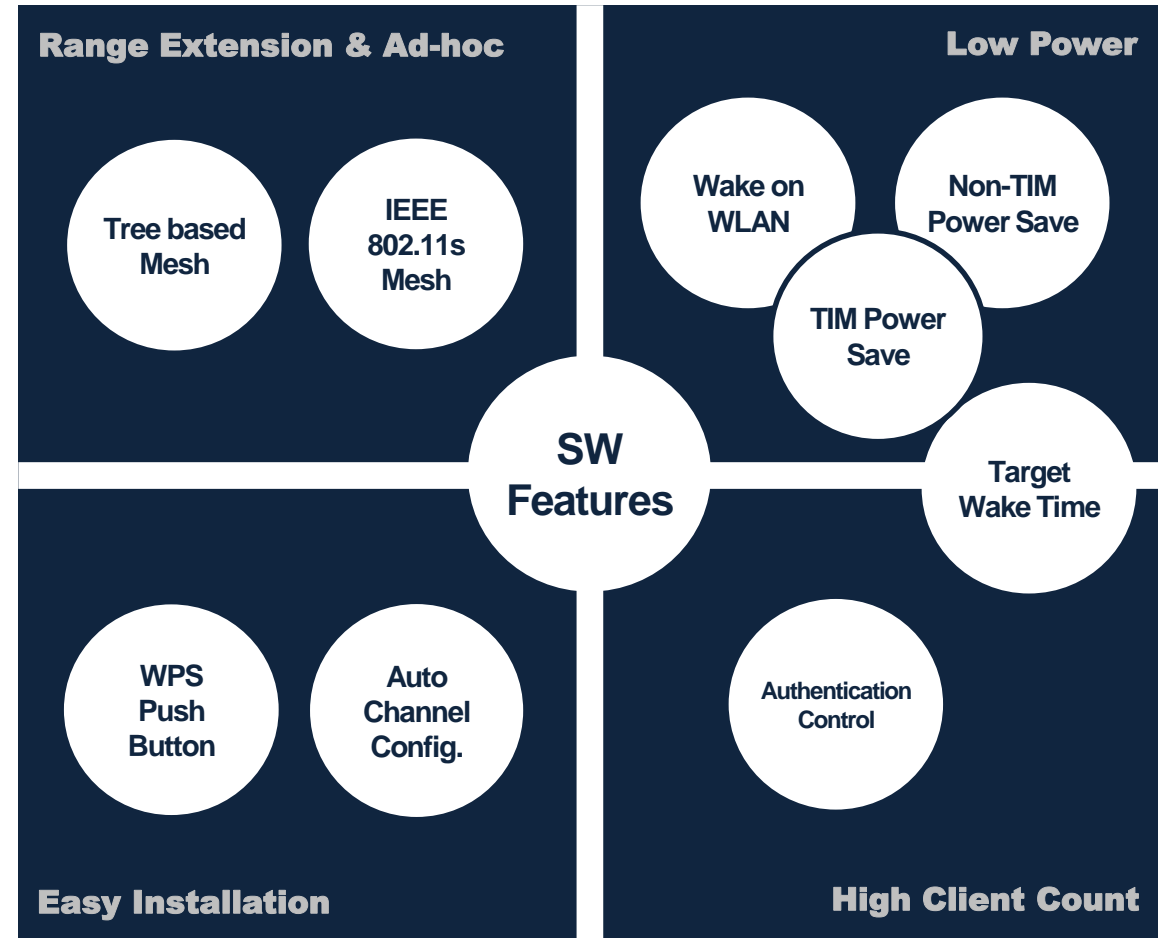 Range Extension & Ad-hoc
Tree based
Mesh
IEEE
802.11s
Mesh
Low Power
Wake on
WLAN
Non-TIM
Power Save
TIM Power
Save
Target
Wake Time
SW
Features
WPS
Push
Button
Auto
Channel
Config.
Easy Installation
Authentication
Control
High Client Count